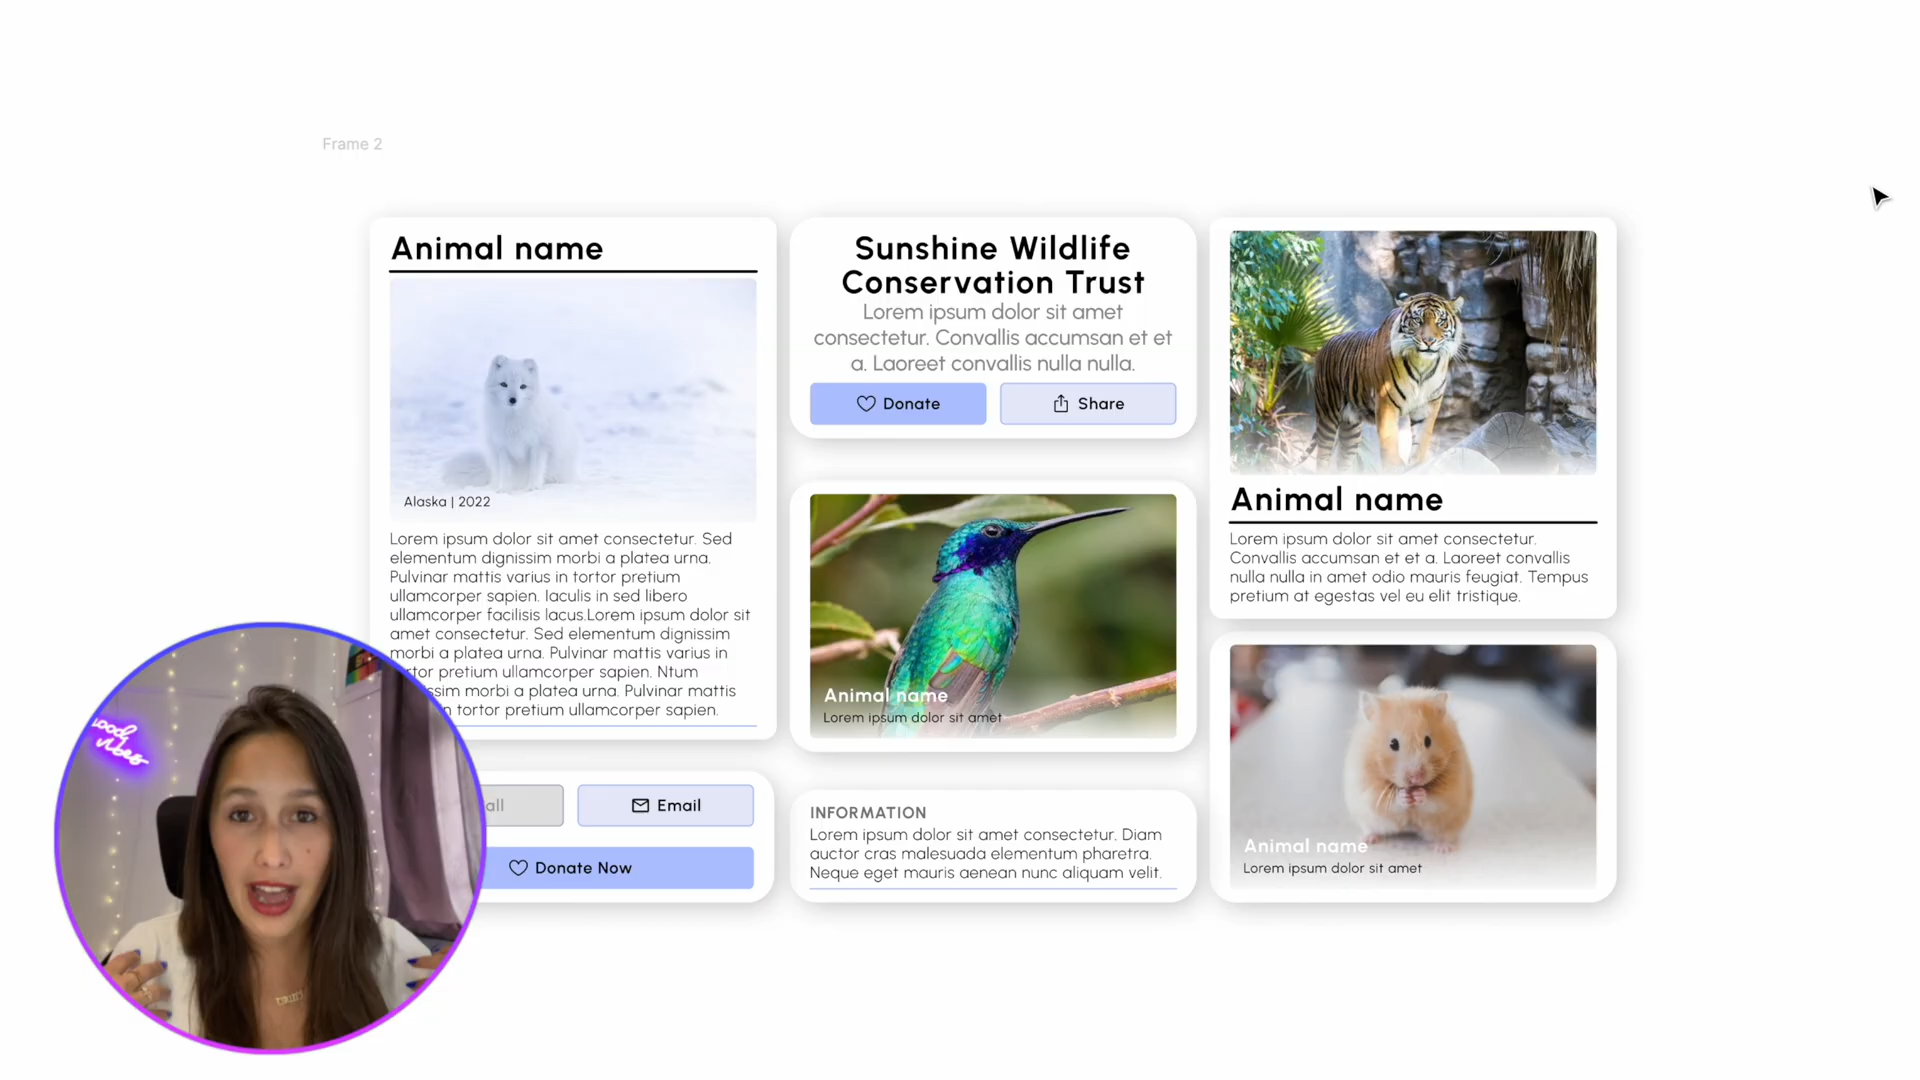 Frame 2
Animal name
Alaska | 2022
Lorem ipsum dolor sit amet consectetur. Sed
elementum dignissim morbi a platea urna.
Pulvinar mattis varius in tortor pretium
ullamcorper sapien. Iaculis in sed libero
ullamcorper facilisis lacus.Lorem ipsum dolor sit
amet consectetur. Sed elementum dignissim
morbi a platea urna. Pulvinar mattis varius in
pretium ullamcorper sapien. Ntum
morbi a platea urna. Pulvinar mattis
tortor pretium ullamcorper sapien.
Email
Donate Now
good
vibes
Sunshine Wildlife
Conservation Trust
Lorem ipsum dolor sit amet
consectetur. Convallis accumsan et et
a. Laoreet convallis nulla nulla.
Donate
Share
Animal name
Lorem ipsum dolor sit amet
INFORMATION
Lorem ipsum dolor sit amet consectetur. Diam
auctor cras malesuada elementum pharetra.
Neque eget mauris aenean nunc aliquam velit.
Animal name
Lorem ipsum dolor sit amet consectetur.
Convallis accumsan et et a. Laoreet convallis
nulla nulla in amet odio mauris feugiat. Tempus
pretium at egestas vel eu elit tristique.
Animal name
Lorem ipsum dolor sit amet